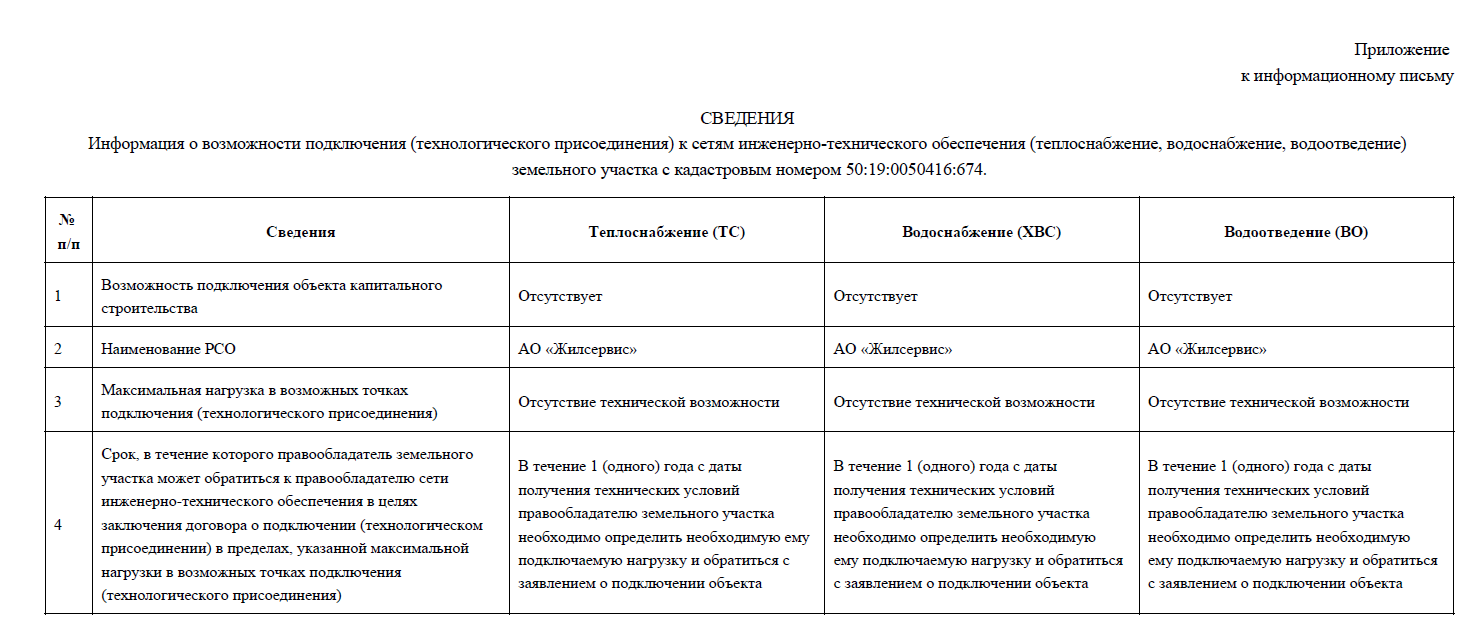 Приложение
к информационному письму
СВЕДЕНИЯ
Информация о возможности подключения (технологического присоединения) к сетям инженерно-технического обеспечения (теплоснабжение, водоснабжение, водоотведение)
земельного участка с кадастровым номером 50:19:0050416:674.
№
п/п
Сведения
Теплоснабжение (ТС)
Водоснабжение (ХВС)
Водоотведение (ВО)
1
Возможность подключения объекта капитального
строительства
Отсутствует
Отсутствует
Отсутствует
2
Наименование РСО
АО «Жилсервис»
АО «Жилсервис»
АО «Жилсервис»
3
Максимальная нагрузка в возможных точках
подключения (технологического присоединения)
Отсутствие технической возможности
Отсутствие технической возможности
Отсутствие технической возможности
4
Срок, в течение которого правообладатель земельного
участка может обратиться к правообладателю сети
инженерно-технического обеспечения в целях
заключения договора о подключении (технологическом
присоединении) в пределах, указанной максимальной
нагрузки в возможных точках подключения
(технологического присоединения)
В течение 1 (одного) года с даты
получения технических условий
правообладателю земельного участка
необходимо определить необходимую ему
подключаемую нагрузку и обратиться с
заявлением о подключении объекта
В течение 1 (одного) года с даты
получения технических условий
правообладателю земельного участка
необходимо определить необходимую
ему подключаемую нагрузку и обратиться
с заявлением о подключении объекта
В течение 1 (одного) года с даты
получения технических условий
правообладателю земельного участка
необходимо определить необходимую
ему подключаемую нагрузку и обратиться
с заявлением о подключении объекта